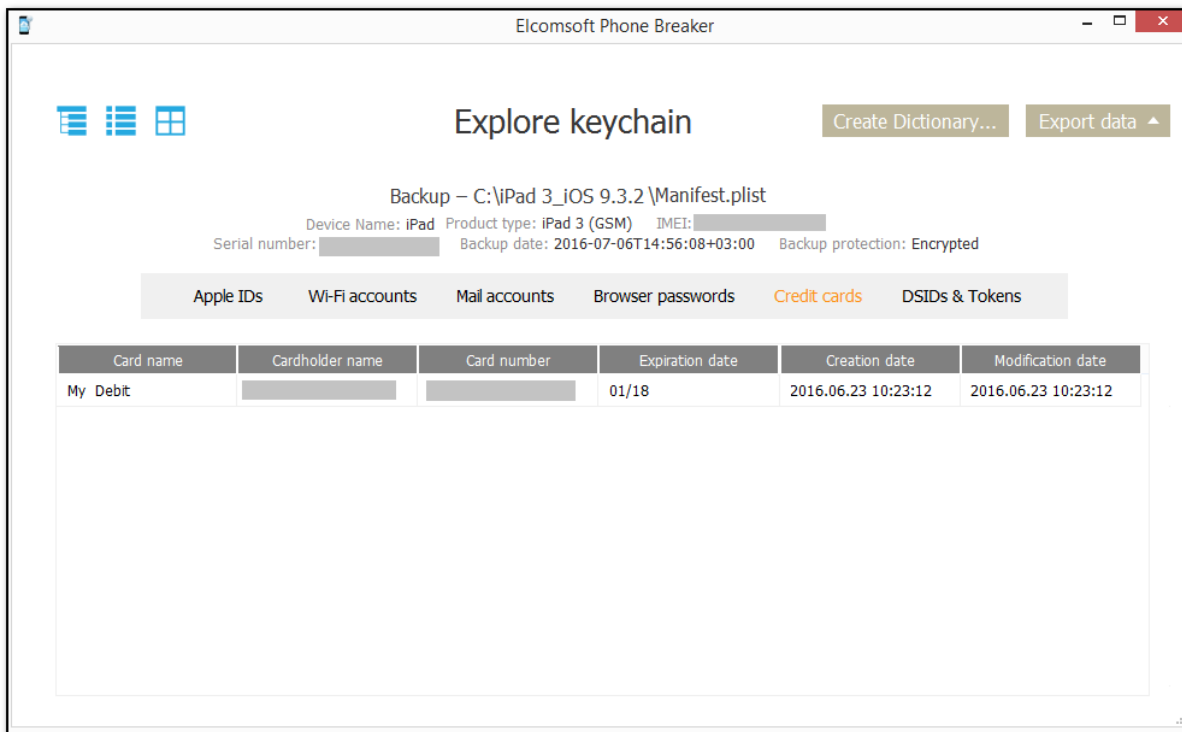 Elcomsoft Phone Breaker
Explore keychain
Create Dictionary...
Export data
Backup – C:\iPad 3_iOS 9.3.2 \Manifest.plist
Device Name: iPad Product type: iPad 3 (GSM) IMEI:
Serial number: Backup date: 2016-07-06T14:56:08+03:00 Backup protection: Encrypted
Apple IDs Wi-Fi accounts Mail accounts Browser passwords Credit cards DSIDs & Tokens
Card name Cardholder name Card number Expiration date Creation date Modification date
My Debit 01/18 2016.06.23 10:23:12 2016.06.23 10:23:12